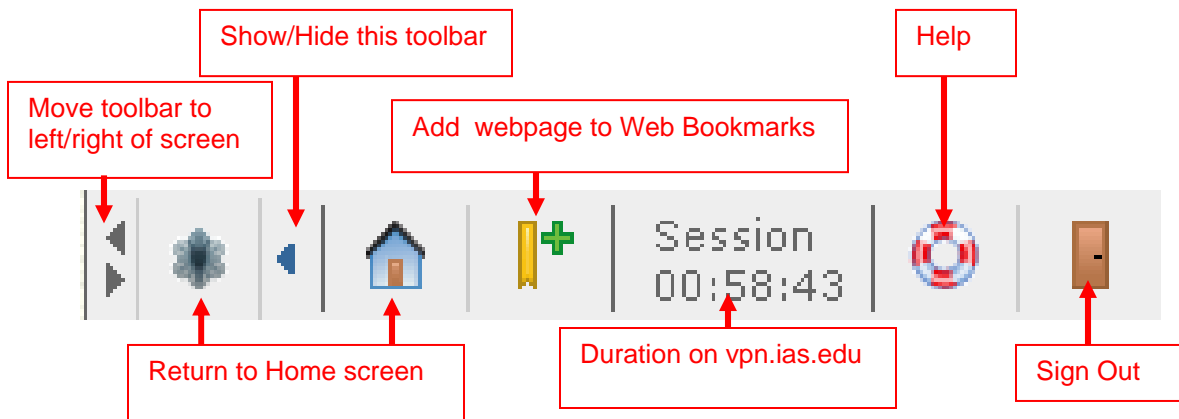 Show/Hide this toolbar
Help
Move toolbar to
left/right of screen
Add webpage to Web Bookmarks
Session
00:58:43
Return to Home screen
Duration on vpn.ias.edu
Sign Out